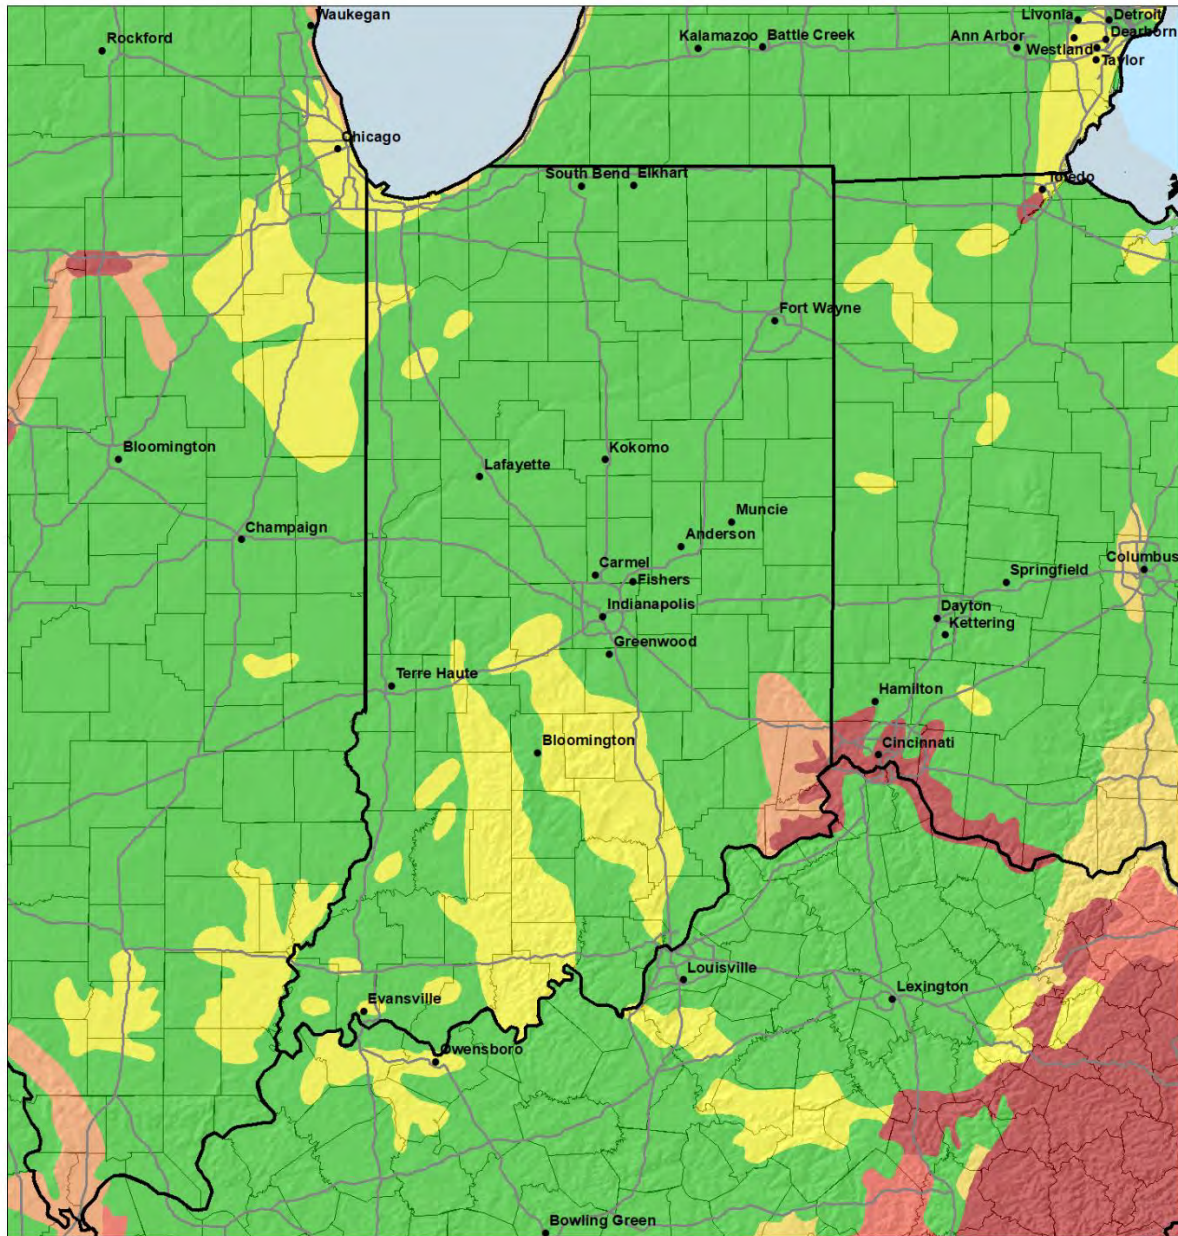 Waukegan
Livonia
Detroit
Rockford
Kalamazoo
Battle Creek
Ann Arbor
Dearborn
Westland
Taylor
Chicago
South Bend
Elkhart
Toledo
Fort Wayne
Bloomington
Kokomo
Lafayette
Muncie
Champaign
Anderson
Carmel
Fishers
Columbus
Springfield
Indianapolis
Dayton
Kettering
Greenwood
Terre Haute
Hamilton
Bloomington
Cincinnati
Louisville
Lexington
Evansville
Owensboro
Bowling Green